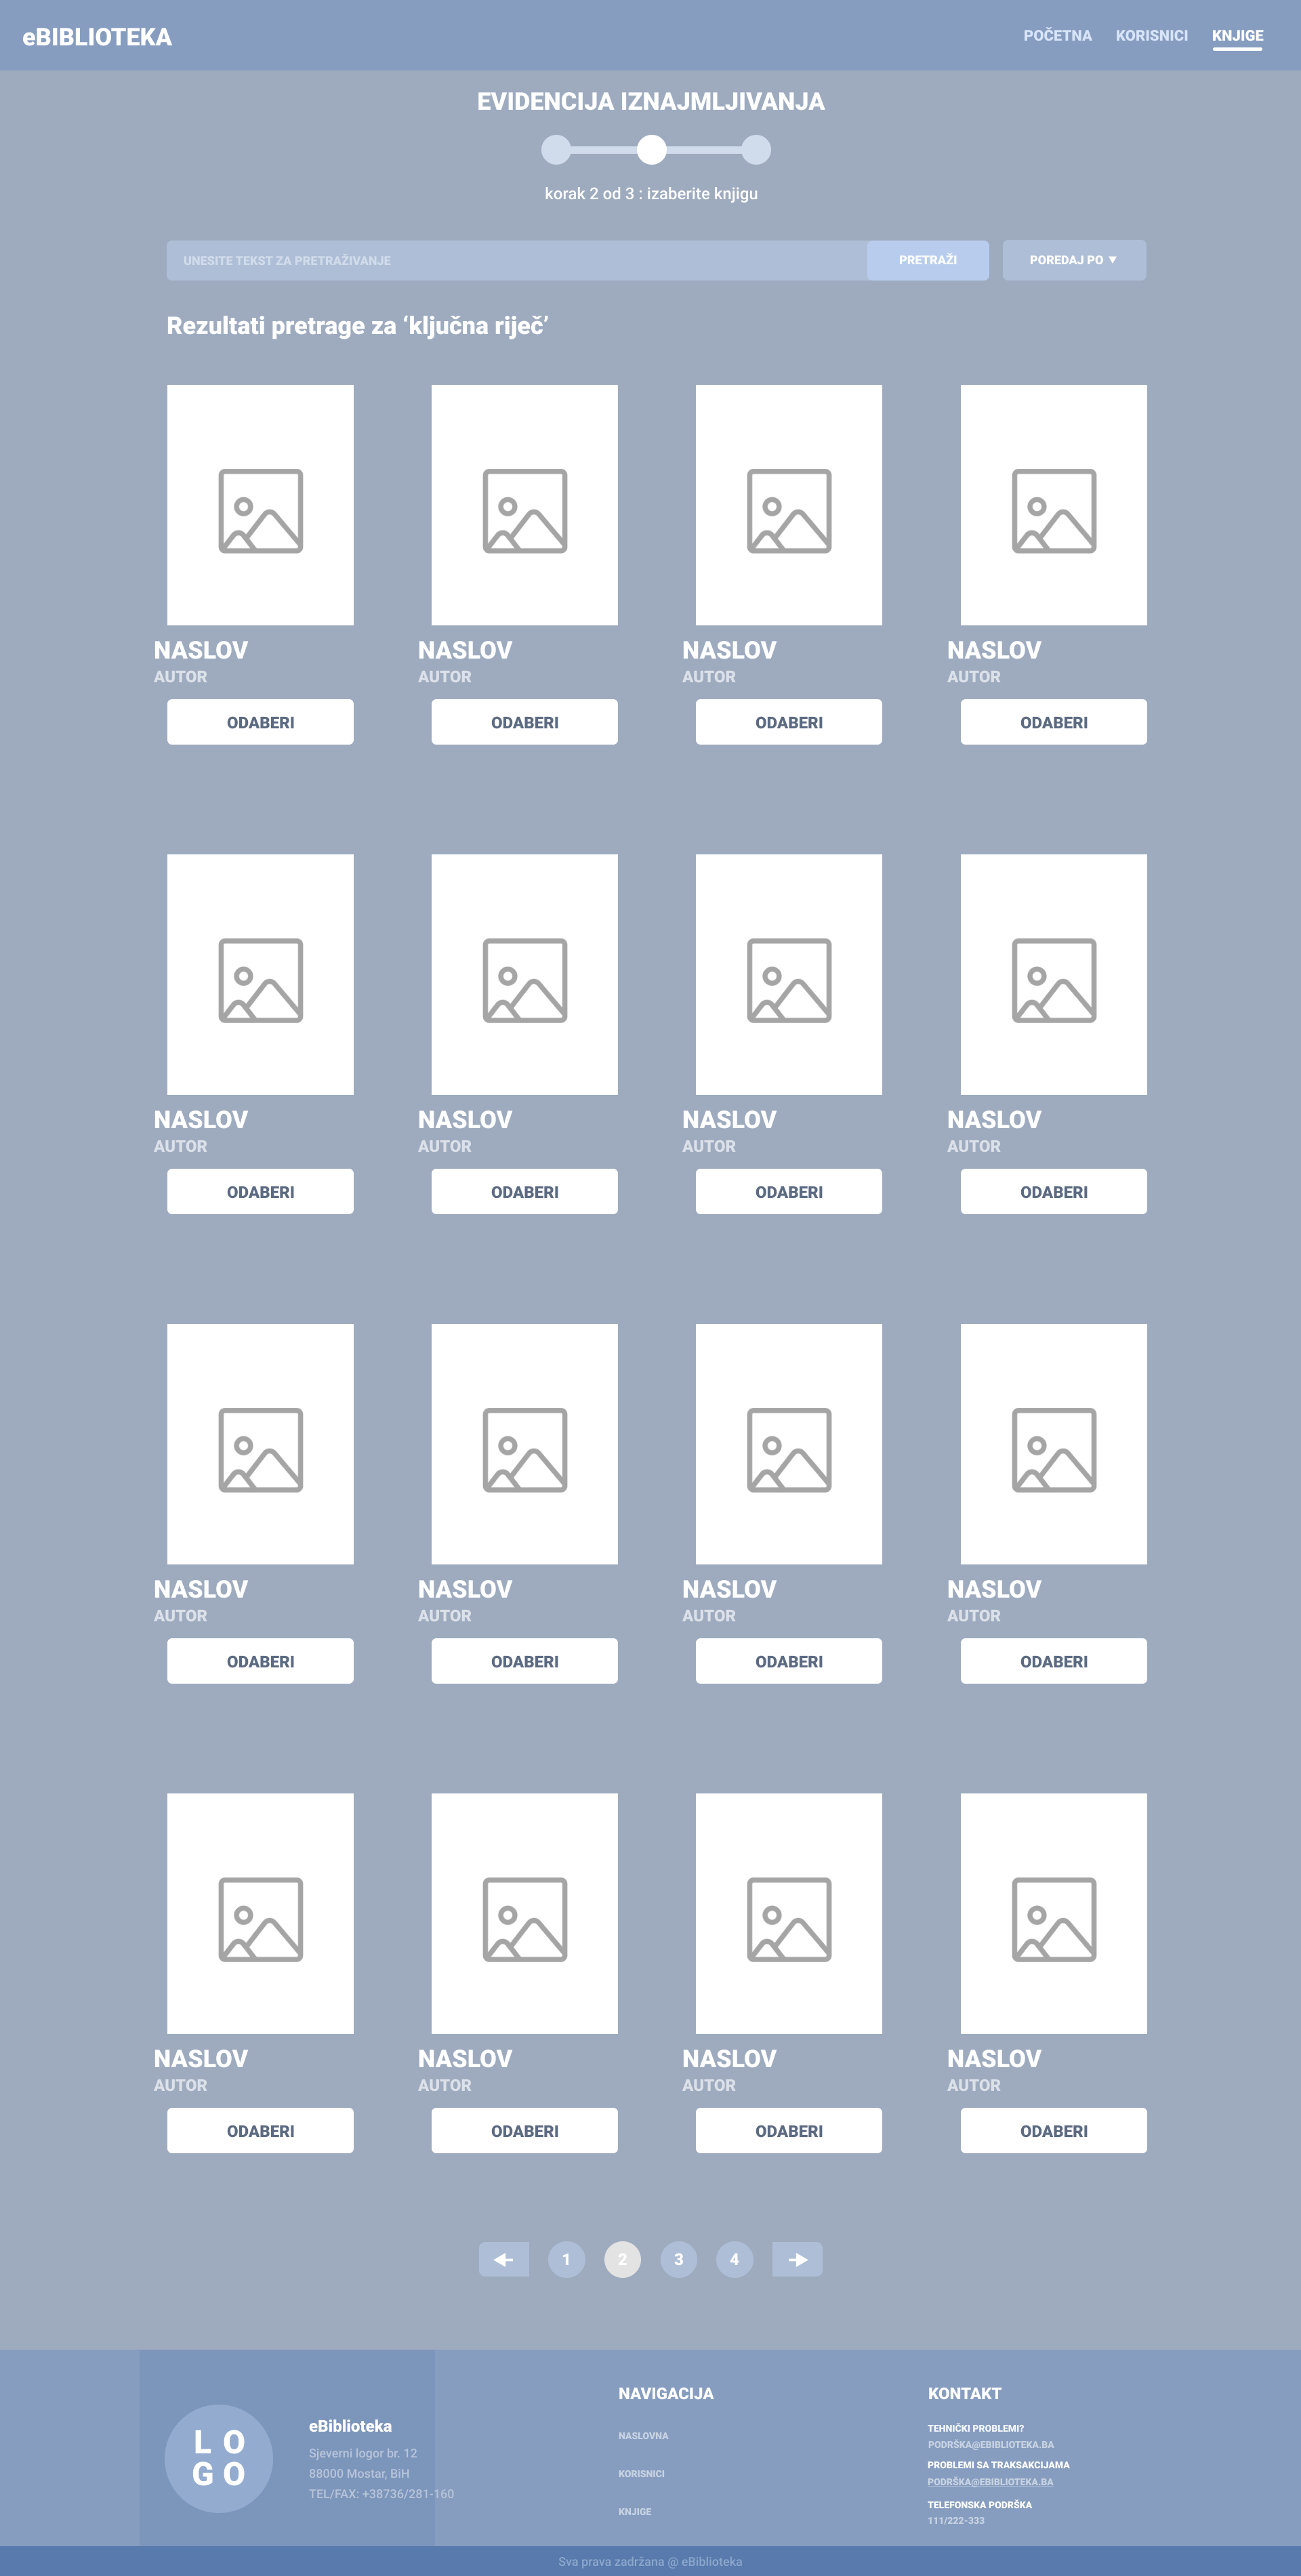 eBIBLIOTEKA
POČETNA KORISNICI KNJIGE
EVIDENCIJA IZNAJMLJIVANJA
korak 2 od 3 : izaberite knjigu
UNESITE TEKST ZA PRETRAŽIVANJE PRETRAŽI POREDAJ PO ▼
Rezultati pretrage za ‘ključna riječ’
NASLOV NASLOV NASLOV NASLOV
AUTOR AUTOR AUTOR AUTOR
ODABERI ODABERI ODABERI ODABERI
NASLOV NASLOV NASLOV NASLOV
AUTOR AUTOR AUTOR AUTOR
ODABERI ODABERI ODABERI ODABERI
NASLOV NASLOV NASLOV NASLOV
AUTOR AUTOR AUTOR AUTOR
ODABERI ODABERI ODABERI ODABERI
NASLOV NASLOV NASLOV NASLOV
AUTOR AUTOR AUTOR AUTOR
ODABERI ODABERI ODABERI ODABERI
1 2 3 4
L O
G O
eBiblioteka
Sjeverni logor br. 12
88000 Mostar, BiH
TEL/FAX: +38736/281-160
NAVIGACIJA
NASLOVNA
KORISNICI
KNJIGE
KONTAKT
TEHNIČKI PROBLEMI?
PODRŠKA@EBIBLIOTEKA.BA
PROBLEMI SA TRAKSAKCIJAMA
PODRŠKA@EBIBLIOTEKA.BA
TELEFONSKA PODRŠKA
111/222-333
Sva prava zadržana @ eBiblioteka